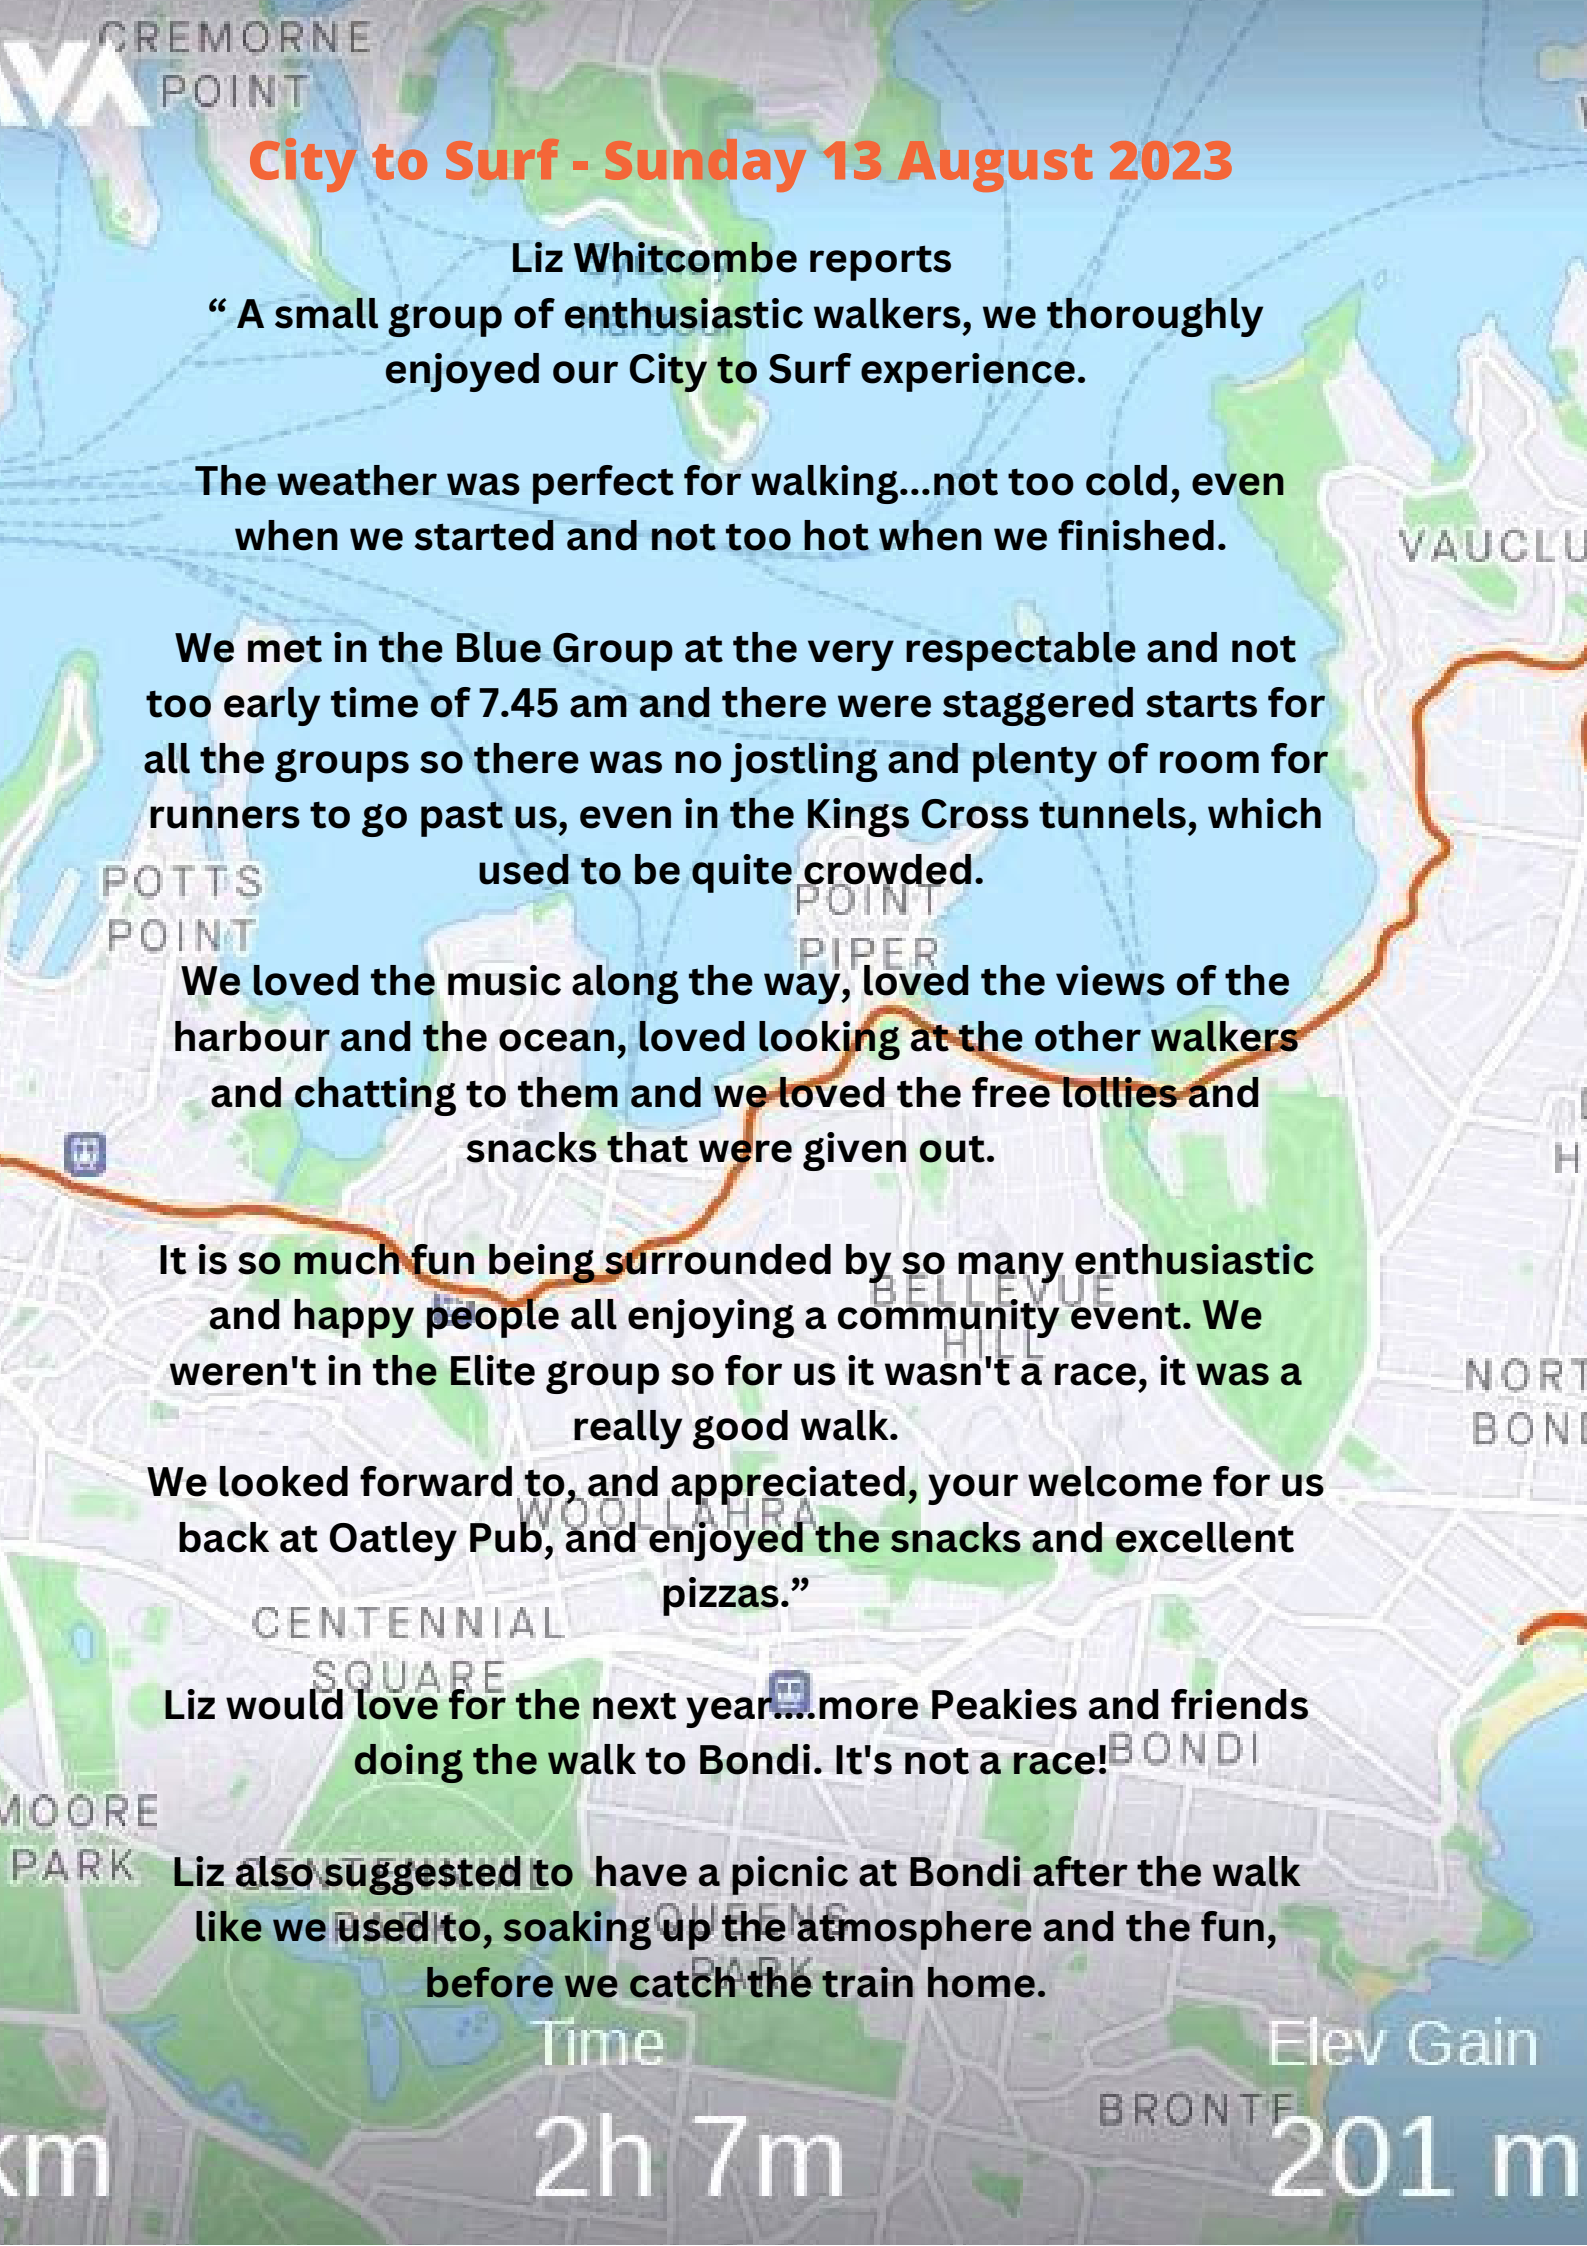 CREMORNE
POINT
City to Surf - Sunday 13 August 2023
Liz Whitcombe reports
“ A small group of enthusiastic walkers, we thoroughly
enjoyed our City to Surf experience.
The weather was perfect for walking...not too cold, even
when we started and not too hot when we finished.
VAUCLU
We met in the Blue Group at the very respectable and not
too early time of 7.45 am and there were staggered starts for
all the groups so there was no jostling and plenty of room for
runners to go past us, even in the Kings Cross tunnels, which
used to be quite crowded.
POTTS
POINT
POINT
PIPER
We loved the music along the way, loved the views of the
harbour and the ocean, loved looking at the other walkers
and chatting to them and we loved the free lollies and
snacks that were given out.
It is so much fun being surrounded by so many enthusiastic
and happy people all enjoying a community event. We
weren't in the Elite group so for us it wasn't a race, it was a
really good walk.
BELLEVUE
HILL
NORT
BOND
We looked forward to, and appreciated, your welcome for us
back at Oatley Pub, and enjoyed the snacks and excellent
pizzas.”
WOOLLAHRA
CENTENNIAL
SQUARE
Liz would love for the next year....more Peakies and friends
doing the walk to Bondi. It's not a race!
BONDI
MOORE
PARK
Liz also suggested to  have a picnic at Bondi after the walk
like we used to, soaking up the atmosphere and the fun,
before we catch the train home.
CENTENNIAL
PARK
QUEENS
PARK
Time
Elev Gain
BRONTE
km
2h 7m
201 m